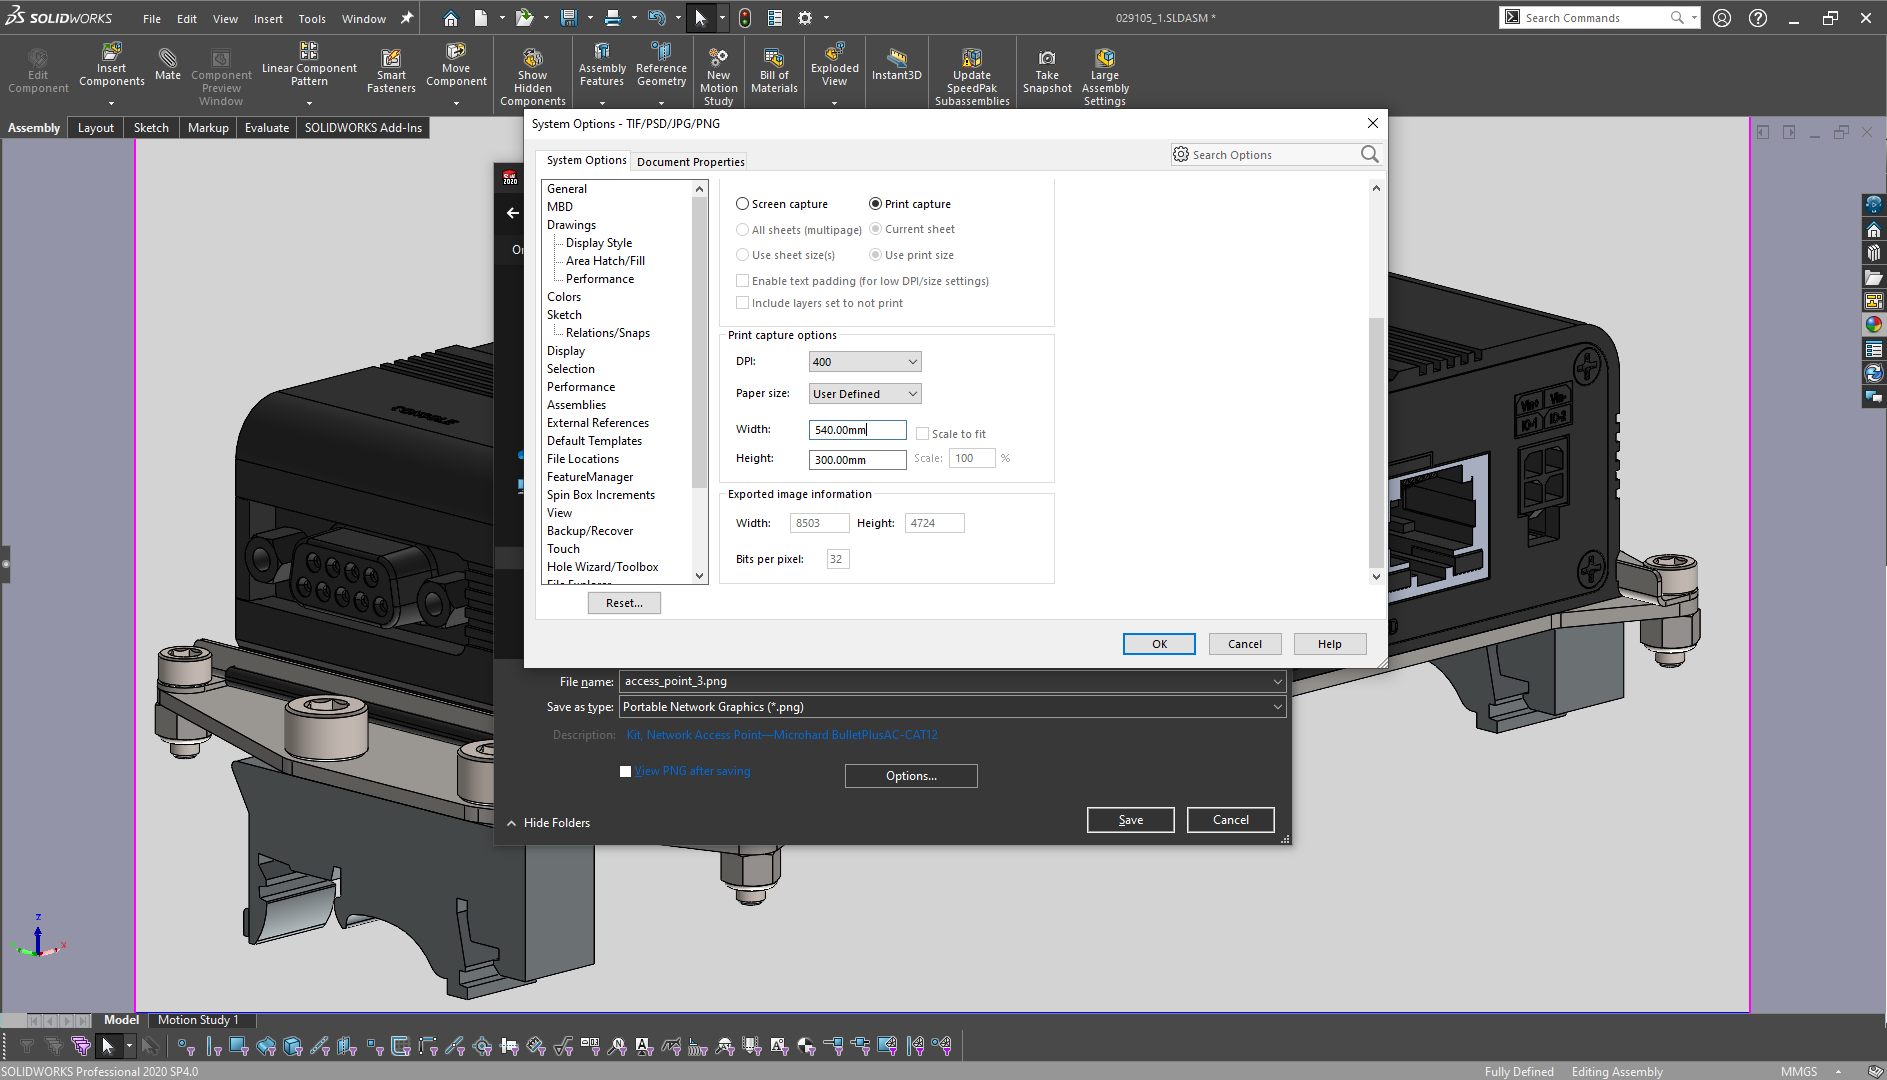 SOLIDWORKS
File
Edit
View
Insert
Tools
Window
029105_1.SLDASM *
Search Commands
Edit
Component
Insert
Components
Mate
Component
Preview
Window
Linear Component
Pattern
Smart
Fasteners
Move
Component
Show
Hidden
Components
Assembly
Features
Reference
Geometry
New
Motion
Study
Bill of
Materials
Exploded
View
Instant3D
Update
SpeedPak
Subassemblies
Take
Snapshot
Large
Assembly
Settings
Assembly
Layout
Sketch
Markup
Evaluate
SOLIDWORKS Add-Ins
System Options - TIF/PSD/JPG/PNG
System Options
Document Properties
Search Options
2020
General
MBD
Drawings
Display Style
Area Hatch/Fill
Performance
Colors
Sketch
Relations/Snaps
Display
Selection
Performance
Assemblies
External References
Default Templates
File Locations
FeatureManager
Spin Box Increments
View
Backup/Recover
Touch
Hole Wizard/Toolbox
File Explorer
Reset...
Screen capture
Print capture
All sheets (multipage)
Current sheet
Use sheet size(s)
Use print size
Enable text padding (for low DPI/size settings)
Include layers set to not print
Print capture options
DPI:
400
Paper size:
User Defined
Width:
540.00mm
Scale to fit
Height:
300.00mm
Scale:
100
%
Exported image information
Width:
8503
Height:
4724
Bits per pixel:
32
OK
Cancel
Help
CONSOLE
Vin+
Vin-
IO-1
IO-2
File name:
access_point_3.png
Save as type:
Portable Network Graphics (*.png)
Description:
Kit, Network Access Point—Microhard BulletPlusAC-CAT12
View PNG after saving
Options...
Hide Folders
Save
Cancel
Z
X
Model
Motion Study 1
SOLIDWORKS Professional 2020 SP4.0
Fully Defined
Editing Assembly
MMGS